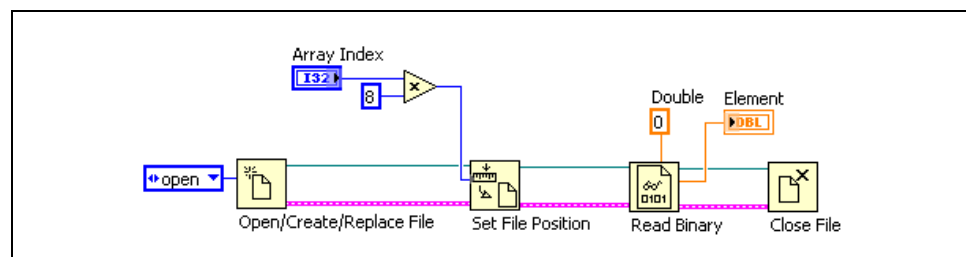 Array Index
I32
×
8
Double
Element
0
DBL
open
0101
Open/Create/Replace File
Set File Position
Read Binary
Close File